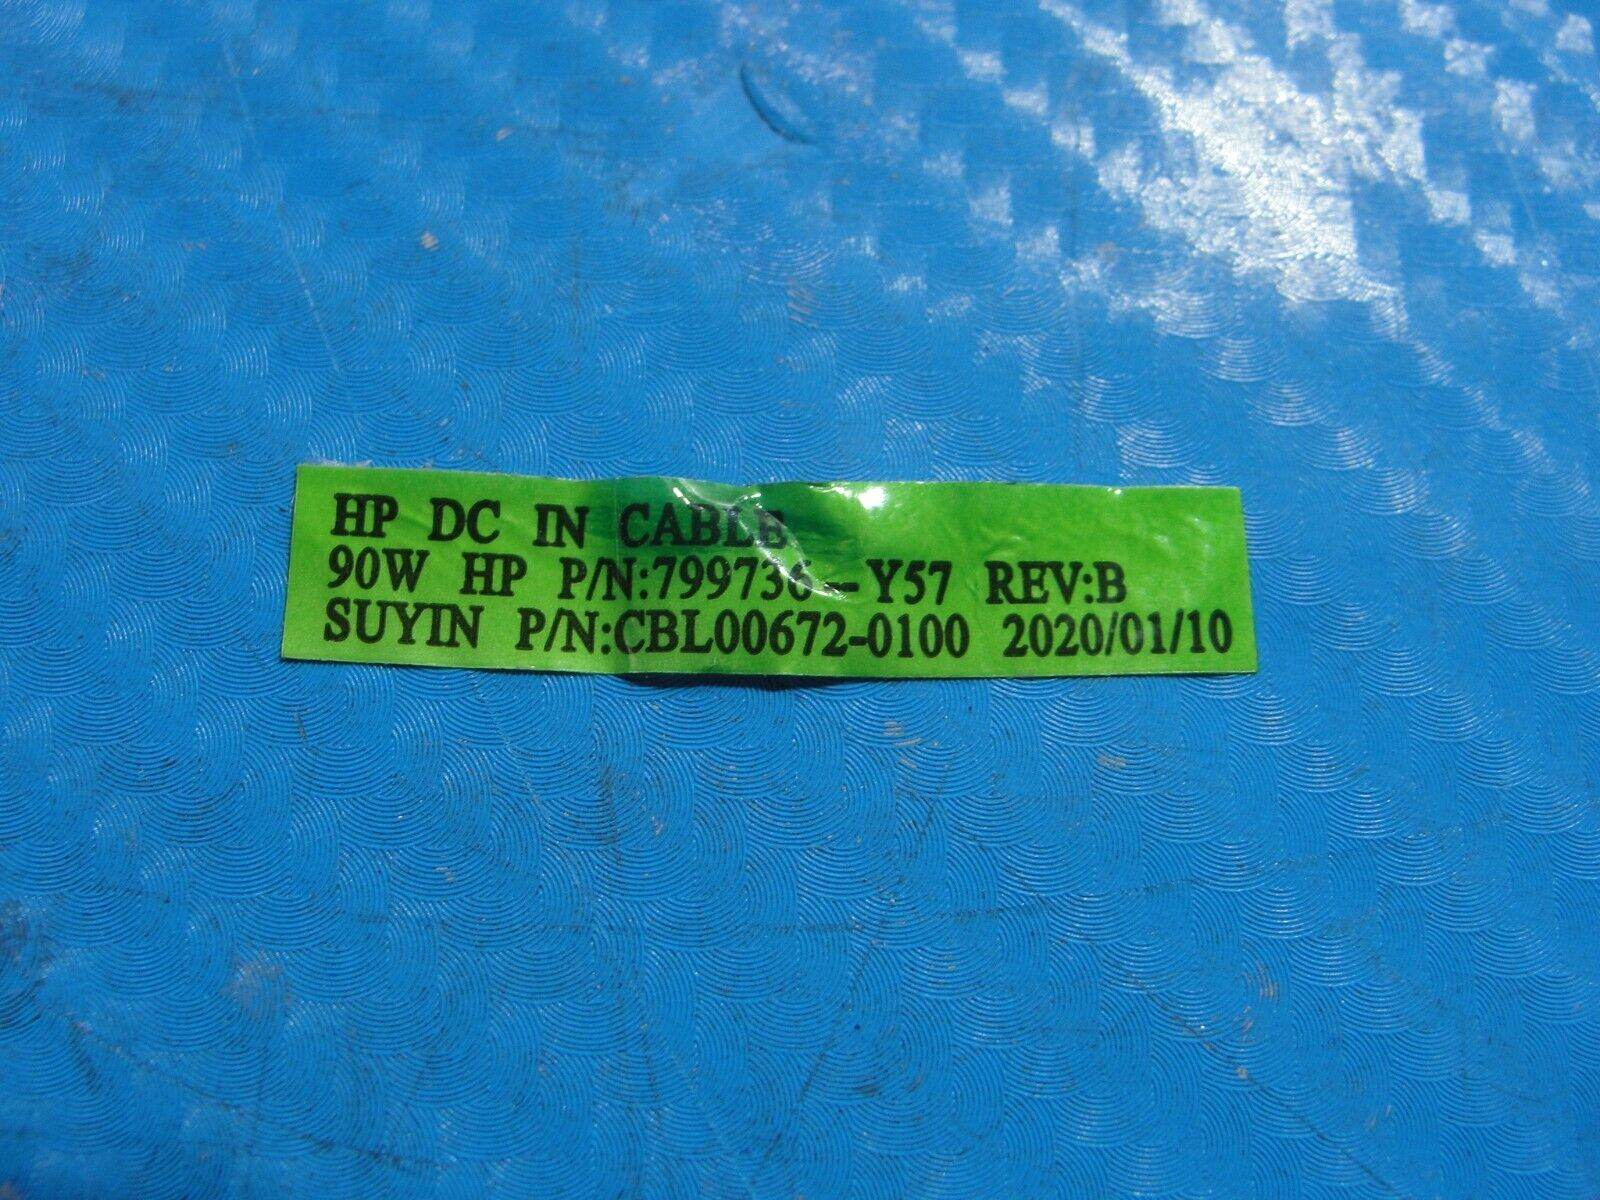 HP DC IN CABLE
90W HP P/N:799736-Y57 REV:B
SUYIN P/N:CBL00672-0100 2020/01/10